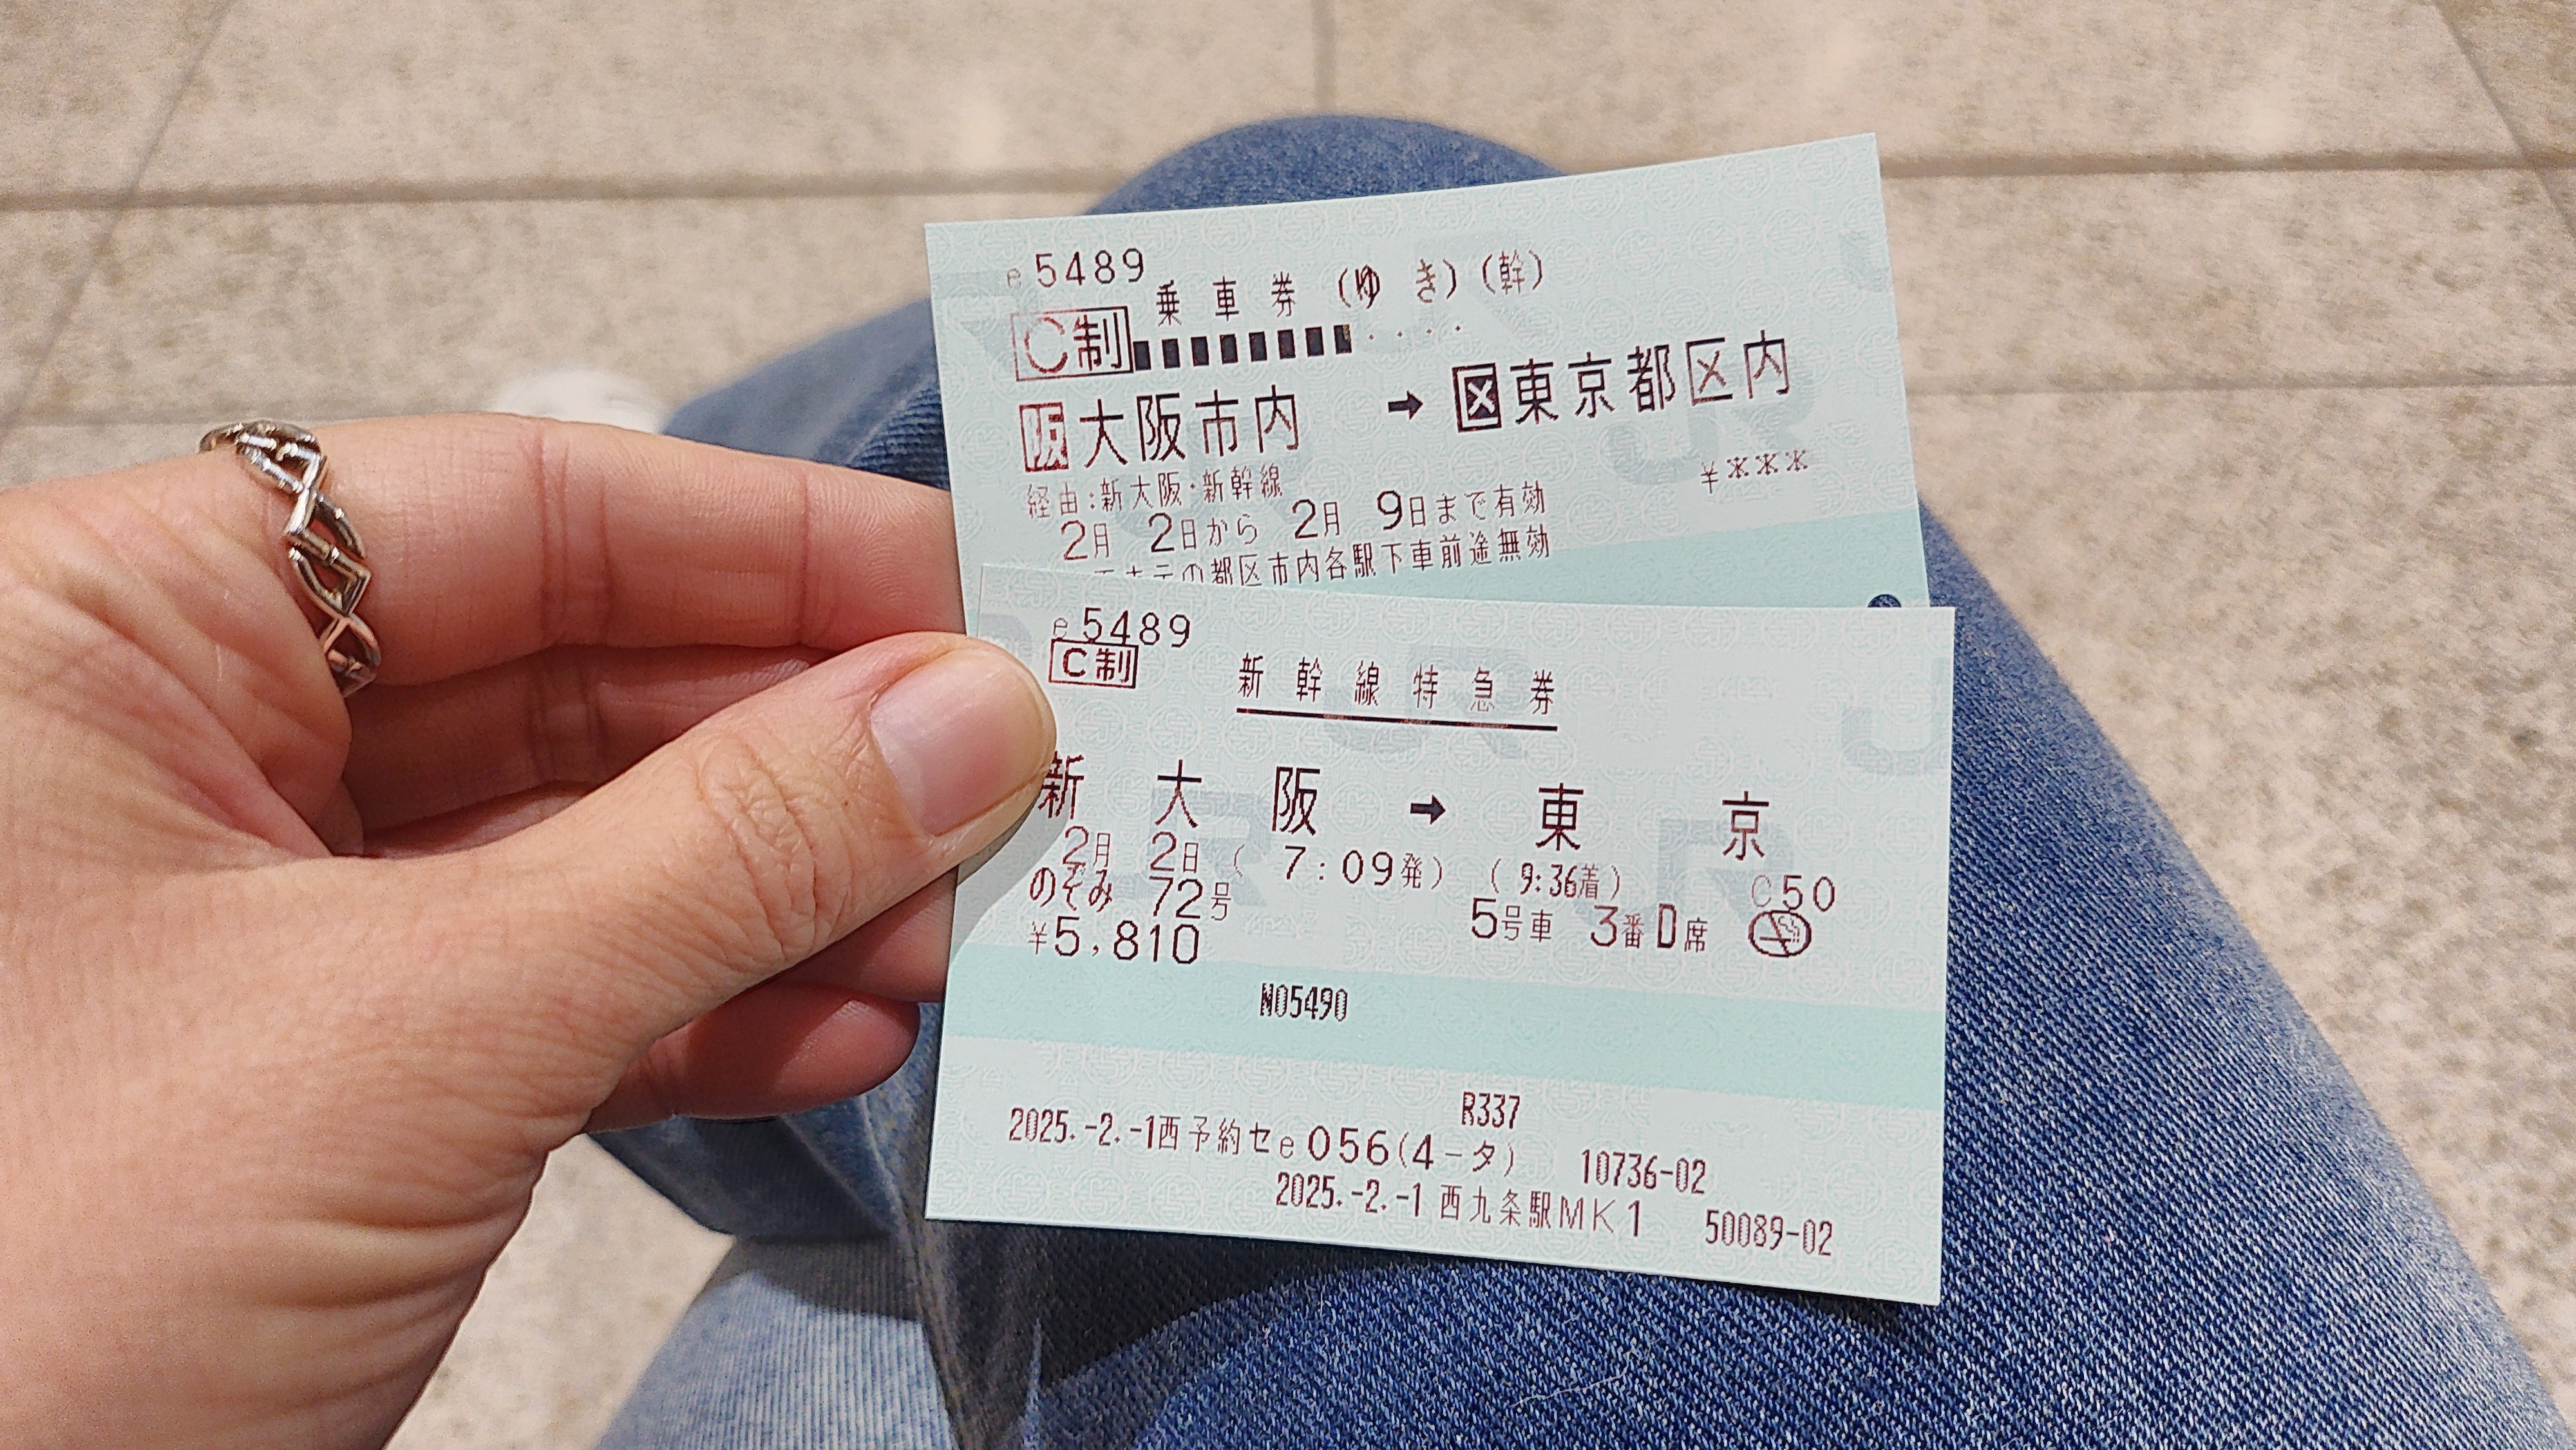 e5489
乗車券(ゆき)(幹)
C制
阪大阪市内 → 区東京都区内
経由:新大阪・新幹線 ¥***
2月 2日から 2月 9日まで有効
の都区市内各駅下車前途無効
e5489
C制
新幹線特急券
新大阪 → 東京
2月 2日 ( 7:09発) (9:36着) C50
のぞみ 72号 5号車 3番D席
¥5,810
N05490
R337
2025.-2.-1西予約セe056(4-タ) 10736-02
2025.-2.-1 西九条駅MK1 50089-02